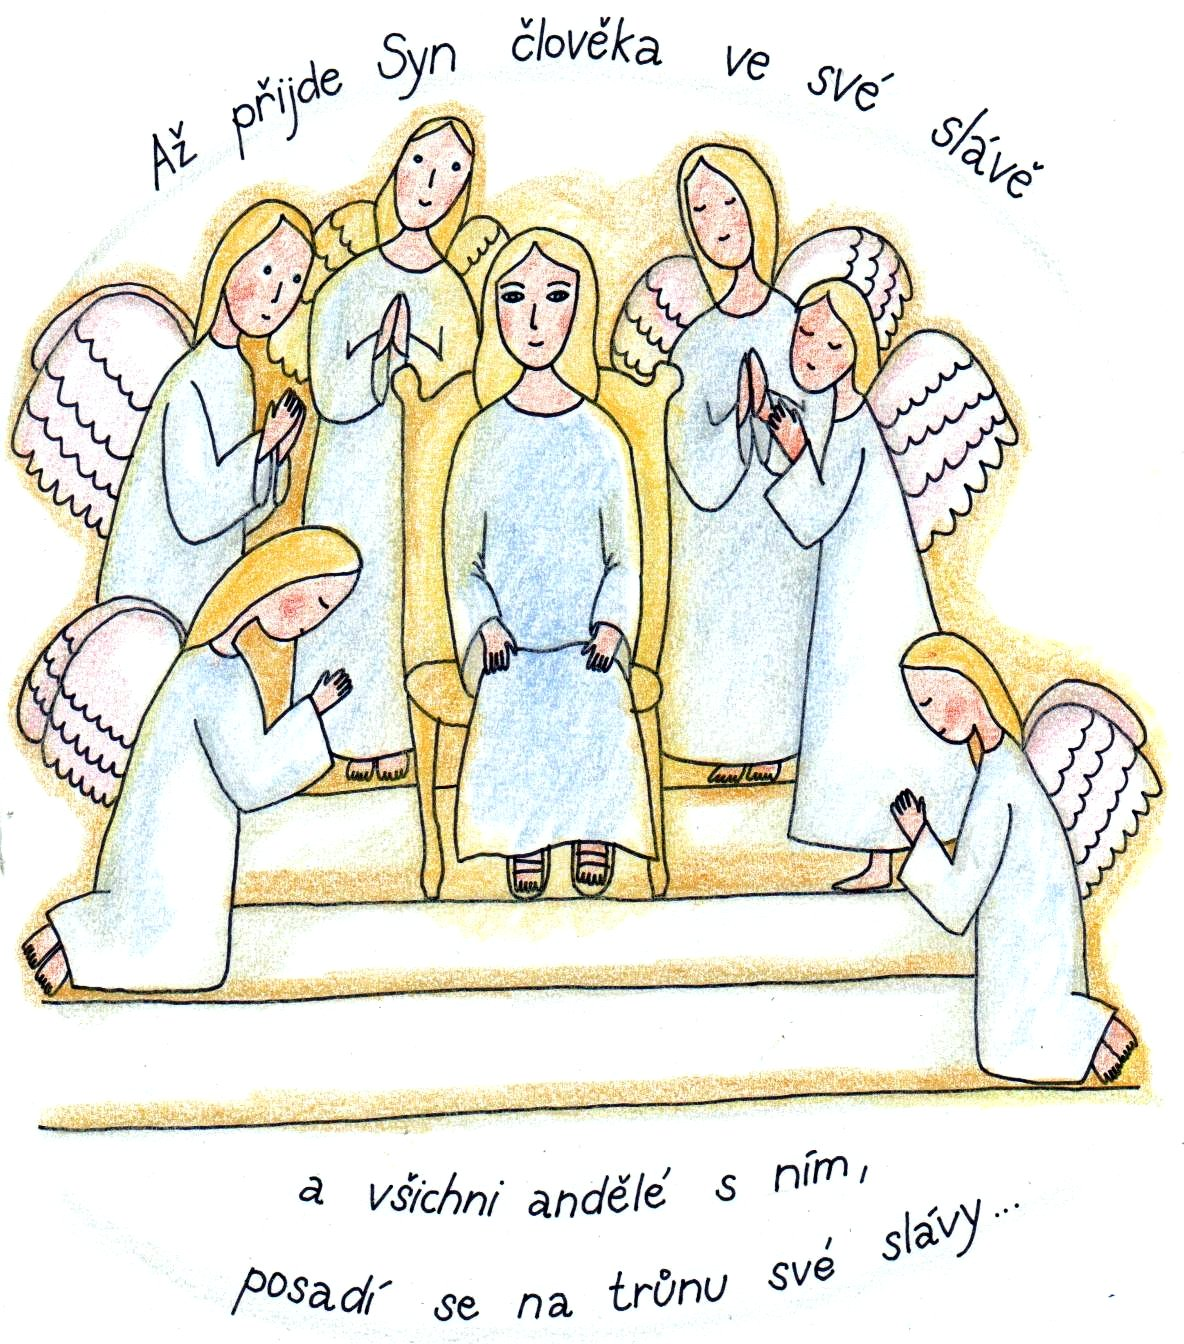 Až přijde Syn člověka ve své slávě
a všichni andělé s ním,
posadí se na trůnu své slávy...